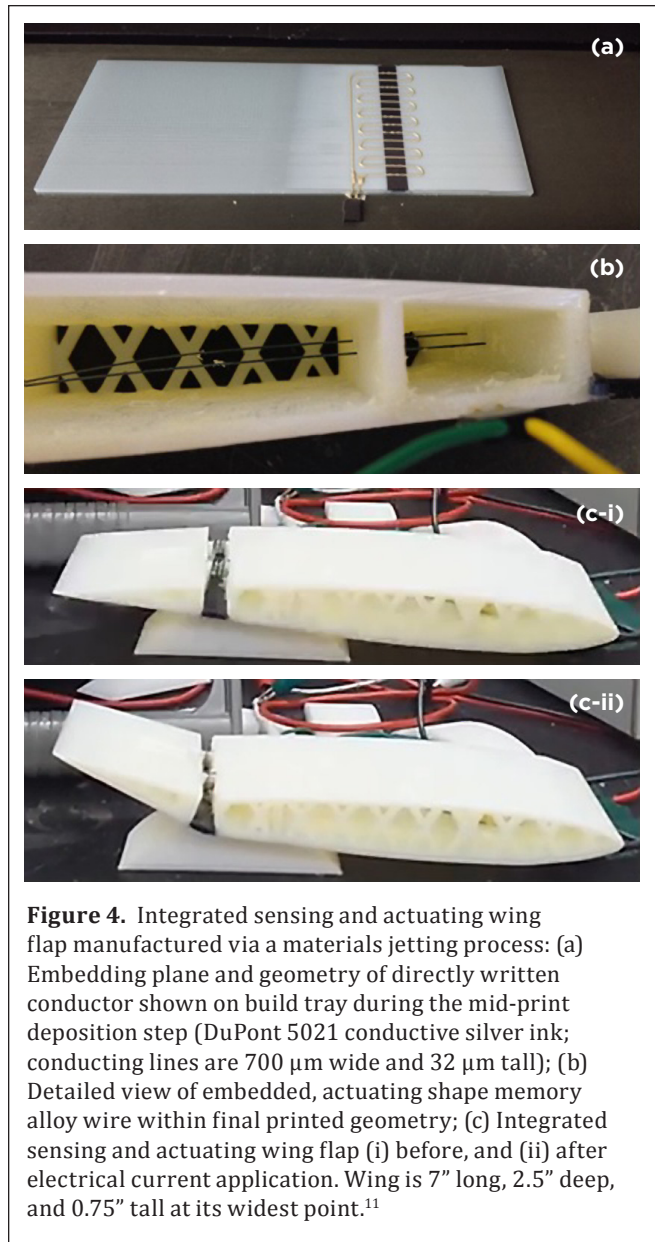 (a)
(b)
(c-i)
(c-ii)
Figure 4. Integrated sensing and actuating wing
flap manufactured via a materials jetting process: (a)
Embedding plane and geometry of directly written
conductor shown on build tray during the mid-print
deposition step (DuPont 5021 conductive silver ink;
conducting lines are 700 µm wide and 32 µm tall); (b)
Detailed view of embedded, actuating shape memory
alloy wire within final printed geometry; (c) Integrated
sensing and actuating wing flap (i) before, and (ii) after
electrical current application. Wing is 7” long, 2.5” deep,
and 0.75” tall at its widest point.¹¹